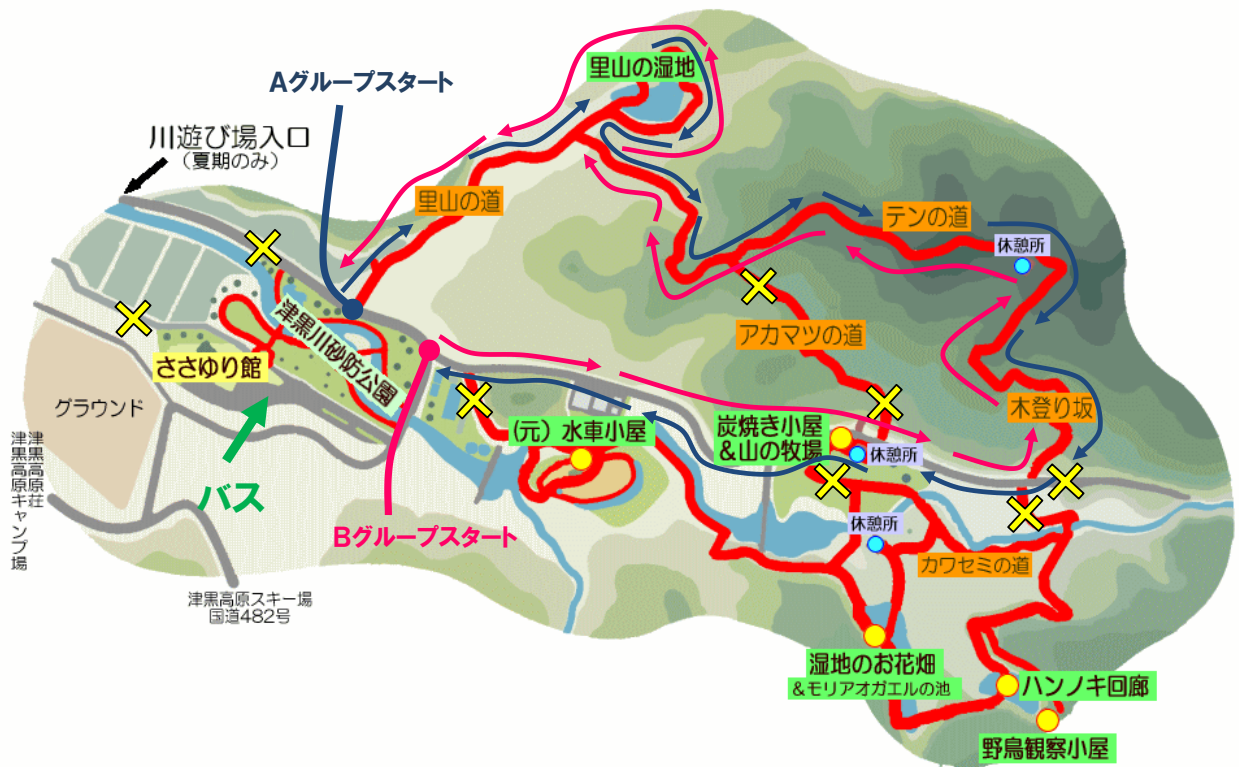 里山の湿地
Aグループスタート
川遊び場入口
（夏期のみ）
里山の道
テンの道
休憩所
津黒川砂防公園
アカマツの道
ささゆり館
グラウンド
木登り坂
（元）水車小屋
炭焼き小屋
&山の牧場
休憩所
津黒高原荘
津黒高原キャンプ場
バス
Bグループスタート
休憩所
カワセミの道
津黒高原スキー場
国道482号
湿地のお花畑
&モリアオガエルの池
ハンノキ回廊
野鳥観察小屋